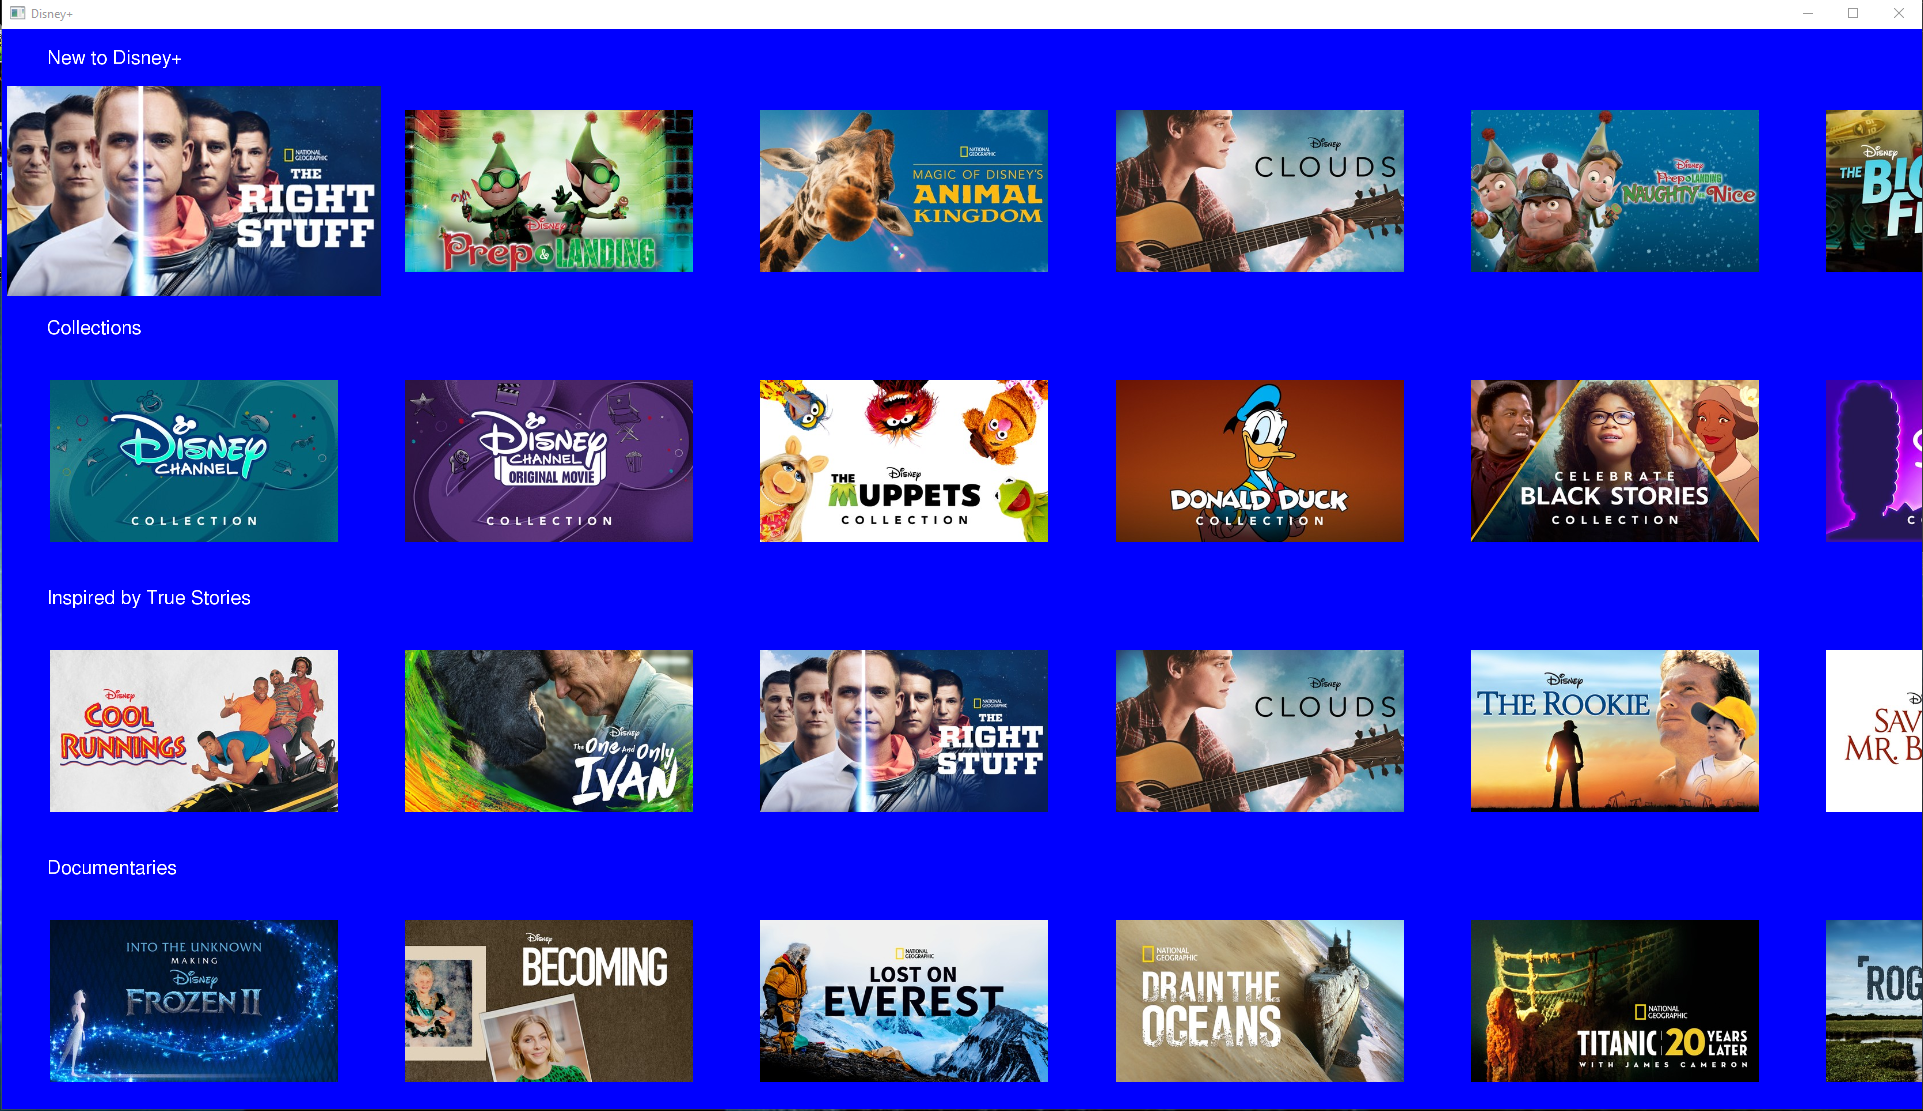 Disney+
New to Disney+
NATIONAL
GEOGRAPHIC
THE
RIGHT
STUFF
Disney
Prep & LANDING
NATIONAL
GEOGRAPHIC
MAGIC OF DISNEY'S
ANIMAL
KINGDOM
Disney
CLOUDS
Disney
Prep & LANDING
NAUGHTY vs. Nice
Disney
THE
Collections
Disney
CHANNEL
COLLECTION
Disney
CHANNEL
ORIGINAL MOVIE
COLLECTION
Disney
THE
MUPPETS
COLLECTION
DONALD DUCK
COLLECTION
CELEBRATE
BLACK STORIES
COLLECTION
Inspired by True Stories
Disney
COOL
RUNNINGS
Disney
The One And Only
IVAN
NATIONAL
GEOGRAPHIC
THE
RIGHT
STUFF
Disney
CLOUDS
Disney
THE ROOKIE
SAV
MR. B
Documentaries
INTO THE UNKNOWN
MAKING
Disney
FROZEN II
Disney
BECOMING
NATIONAL
GEOGRAPHIC
LOST ON
EVEREST
NATIONAL
GEOGRAPHIC
DRAIN THE
OCEANS
NATIONAL
GEOGRAPHIC
TITANIC 20 YEARS LATER
WITH JAMES CAMERON
ROG